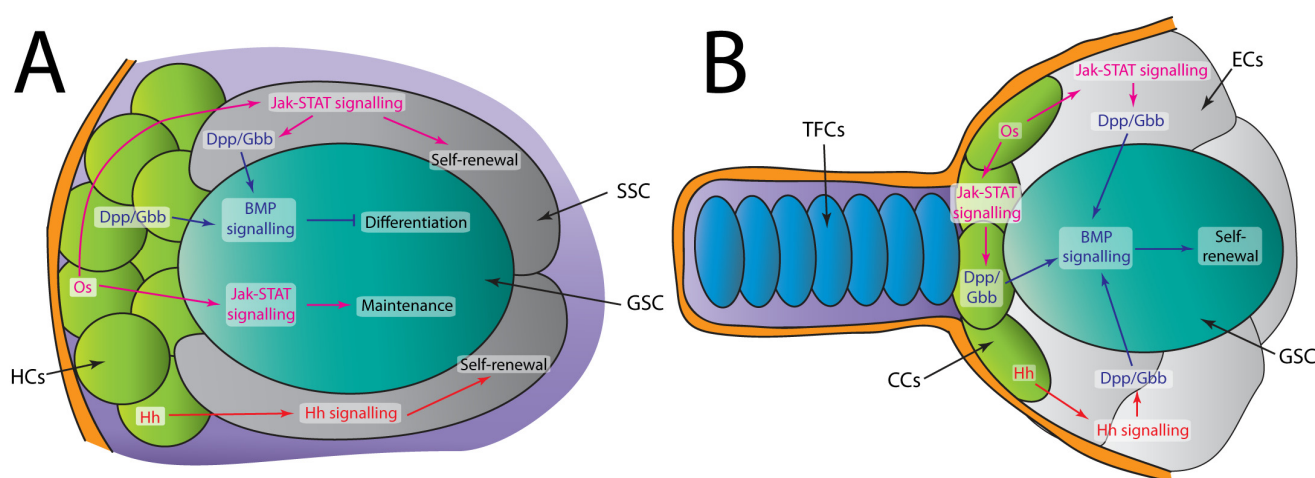 A
Jak-STAT signalling
Dpp/Gbb
Self-renewal
Dpp/Gbb
BMP
signalling
Differentiation
SSC
Os
Jak-STAT
signalling
Maintenance
GSC
HCs
Self-renewal
Hh
Hh signalling
B
Jak-STAT signalling
ECs
TFCs
Os
Dpp/Gbb
Jak-STAT
signalling
BMP
signalling
Self-
renewal
Dpp/
Gbb
GSC
CCs
Hh
Dpp/Gbb
Hh signalling